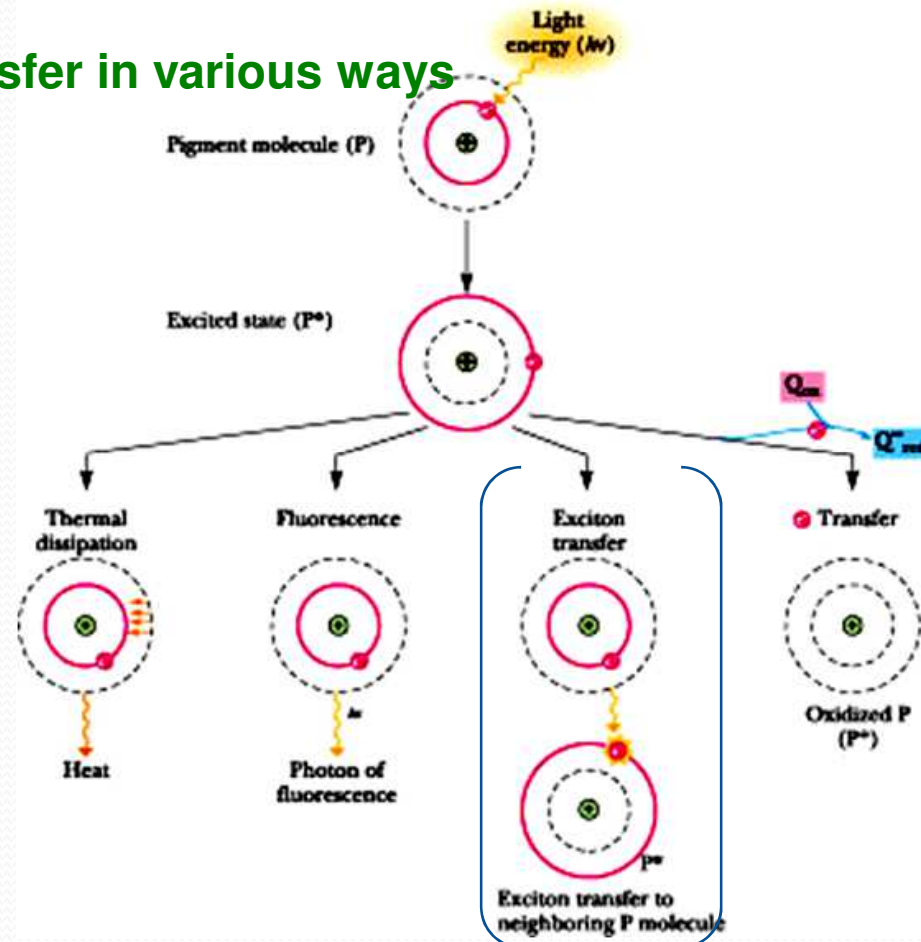 sfer in various ways
Light
energy (hν)
Pigment molecule (P)
Excited state (P*)
Qox
Thermal
dissipation
Fluorescence
Exciton
transfer
Transfer
hν
Heat
Photon of
fluorescence
P*
Exciton transfer to
neighboring P molecule
Oxidized P
(P⁺)